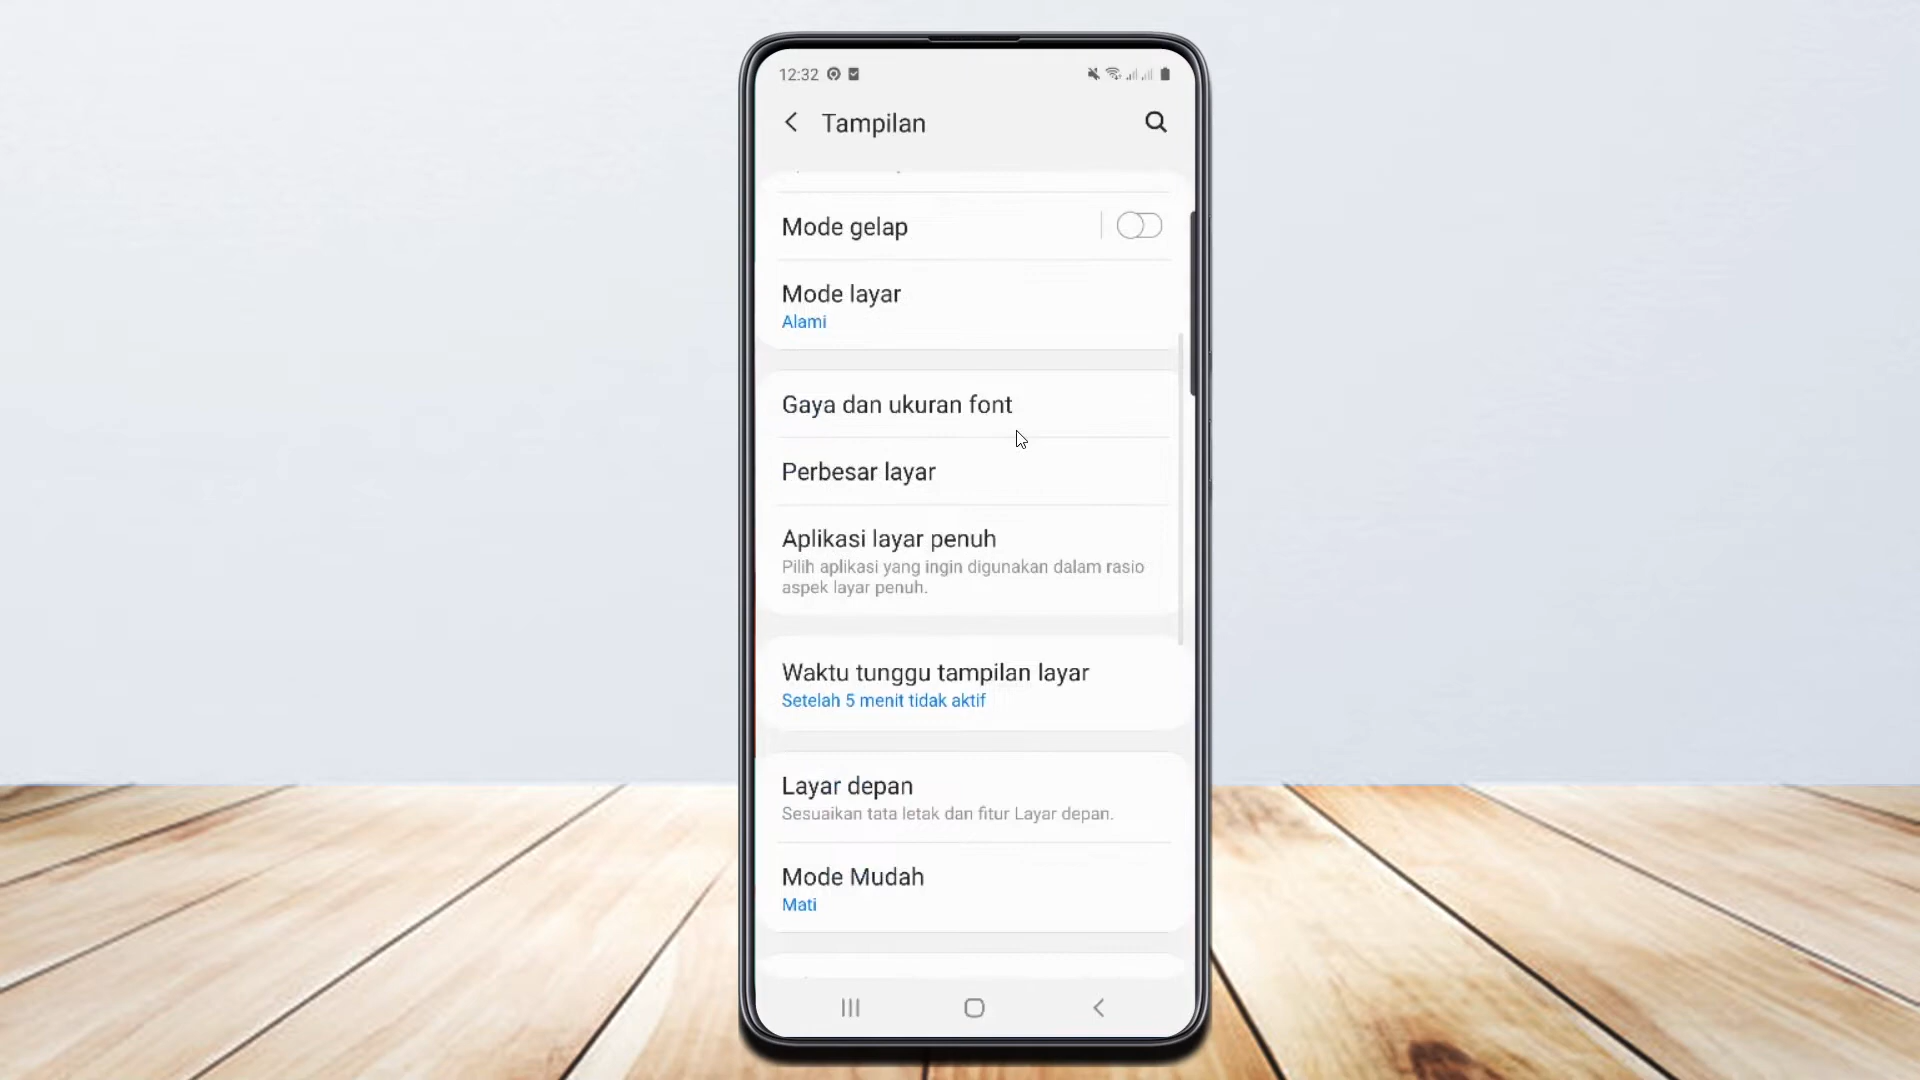 12:32
Tampilan
Mode gelap
Mode layar
Alami
Gaya dan ukuran font
Perbesar layar
Aplikasi layar penuh
Pilih aplikasi yang ingin digunakan dalam rasio
aspek layar penuh.
Waktu tunggu tampilan layar
Setelah 5 menit tidak aktif
Layar depan
Sesuaikan tata letak dan fitur Layar depan.
Mode Mudah
Mati